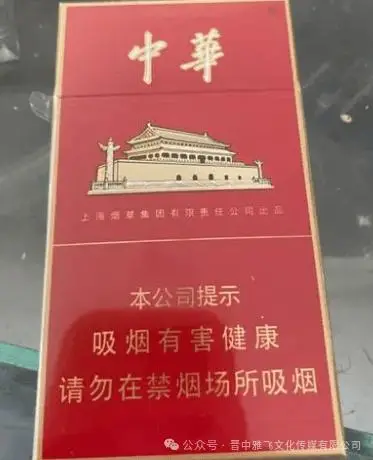 中華
上海烟草集团有限责任公司出品
本公司提示
吸烟有害健康
请勿在禁烟场所吸烟
公众号·晋中雅飞文化传媒有限公司